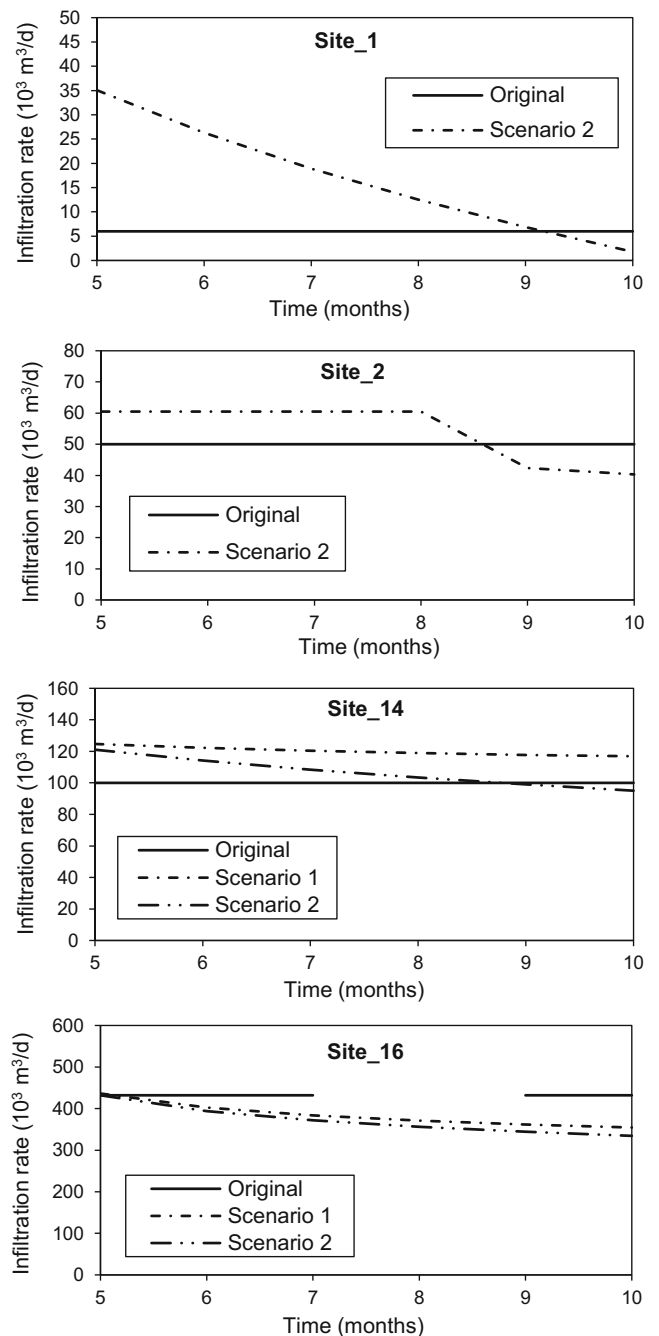 Site_1
Infiltration rate (10³ m³/d)
50
45
40
35
30
25
20
15
10
5
0
Original
Scenario 2
5 6 7 8 9 10
Time (months)
Site_2
Infiltration rate (10³ m³/d)
80
70
60
50
40
30
20
10
0
Original
Scenario 2
5 6 7 8 9 10
Time (months)
Site_14
Infiltration rate (10³ m³/d)
160
140
120
100
80
60
40
20
0
Original
Scenario 1
Scenario 2
5 6 7 8 9 10
Time (months)
Site_16
Infiltration rate (10³ m³/d)
600
500
400
300
200
100
0
Original
Scenario 1
Scenario 2
5 6 7 8 9 10
Time (months)